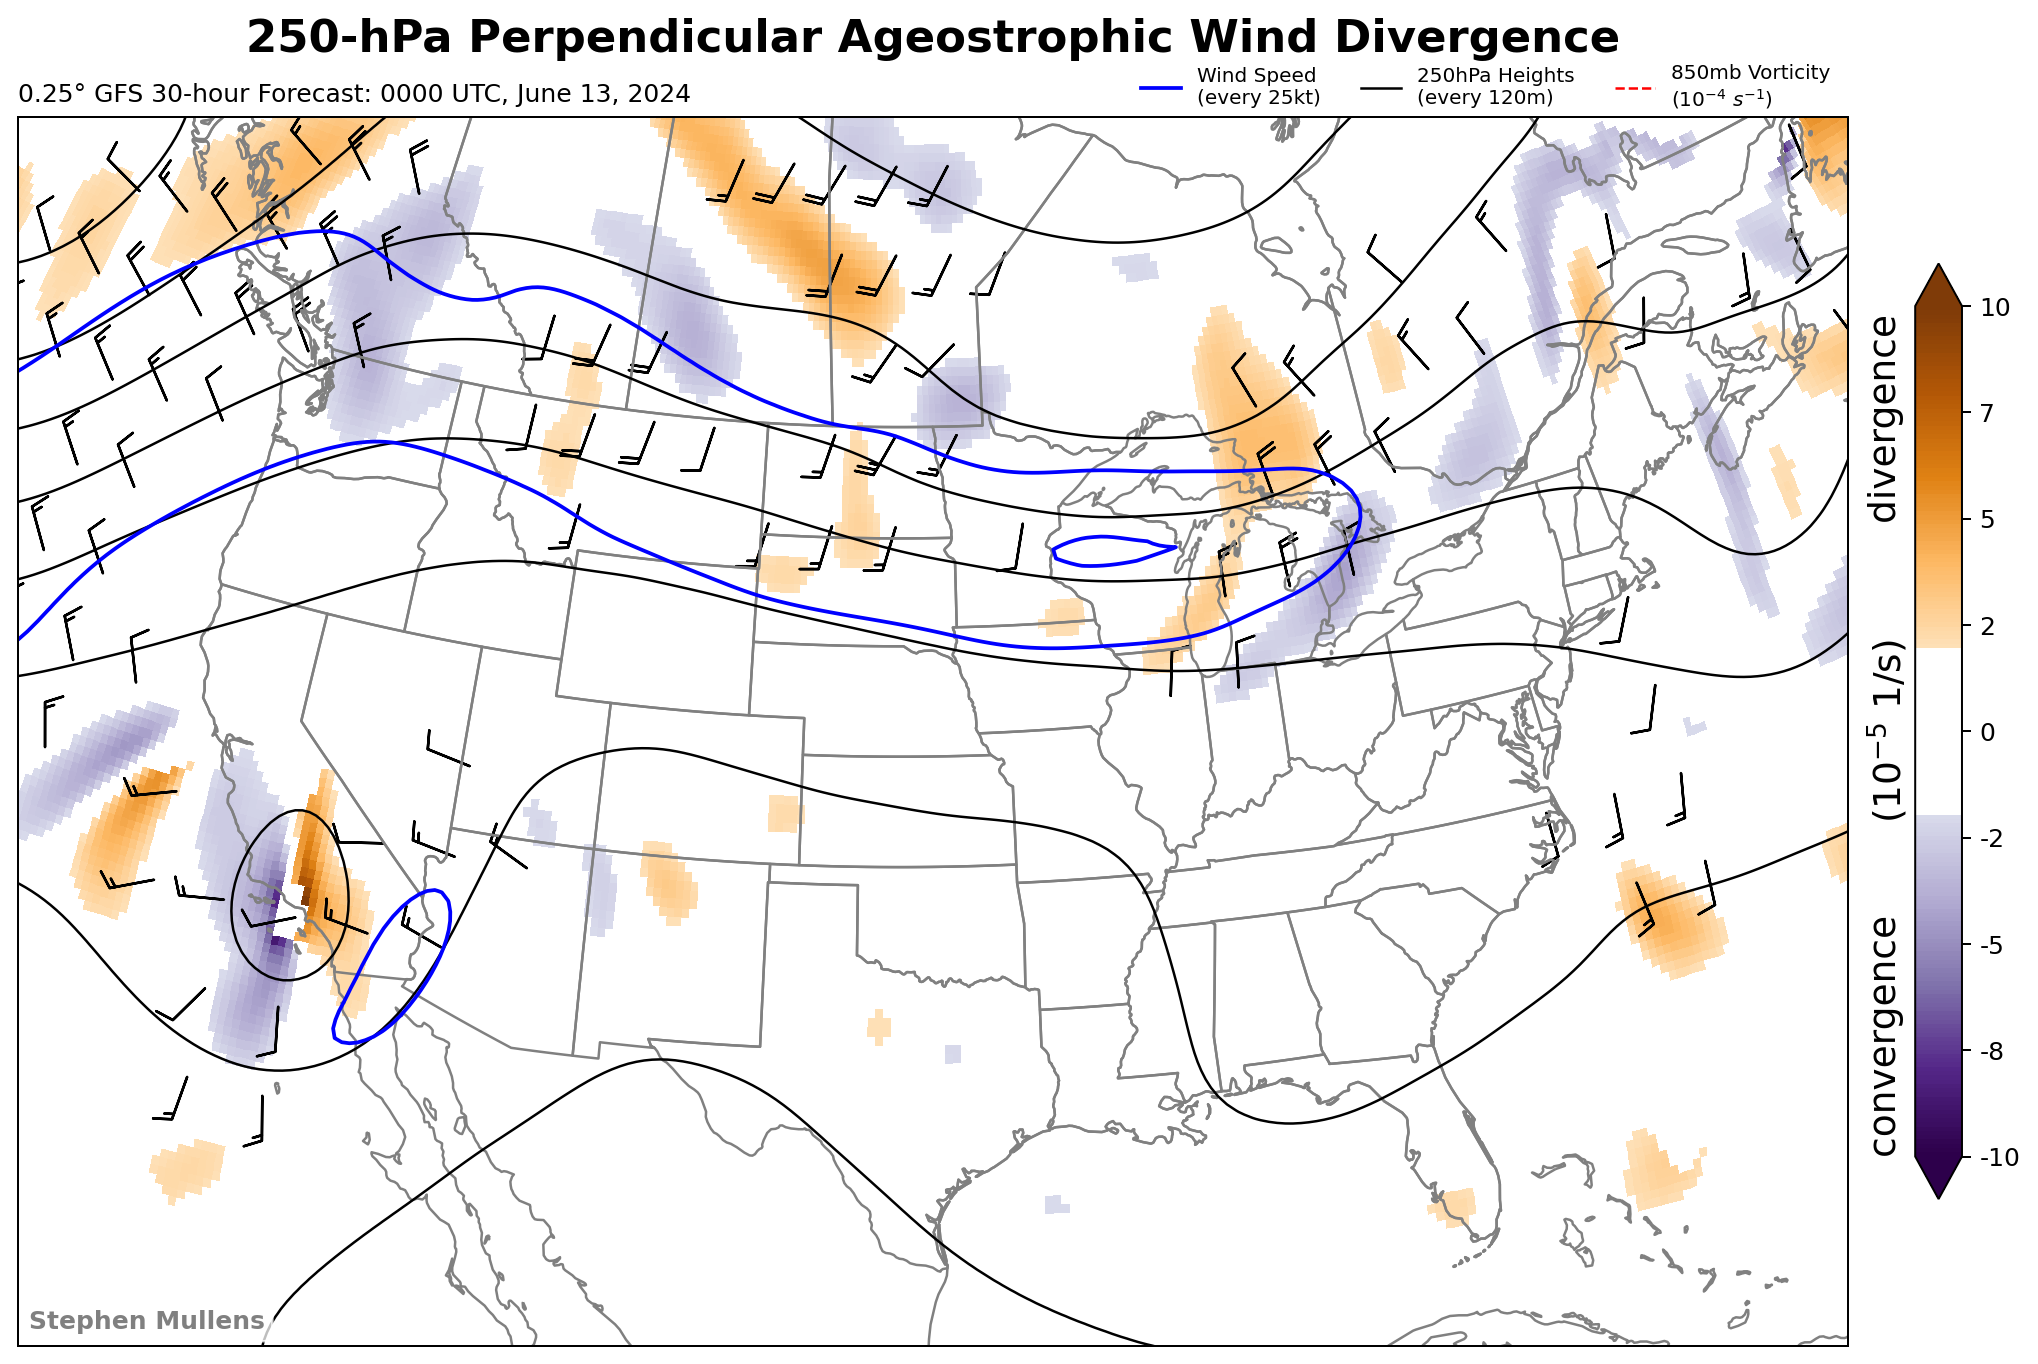 250-hPa Perpendicular Ageostrophic Wind Divergence
0.25° GFS 30-hour Forecast: 0000 UTC, June 13, 2024
Wind Speed
(every 25kt)
250hPa Heights
(every 120m)
850mb Vorticity
(10⁻⁴ s⁻¹)
10
7
5
2
0
-2
-5
-8
-10
convergence (10⁻⁵ 1/s) divergence
Stephen Mullens